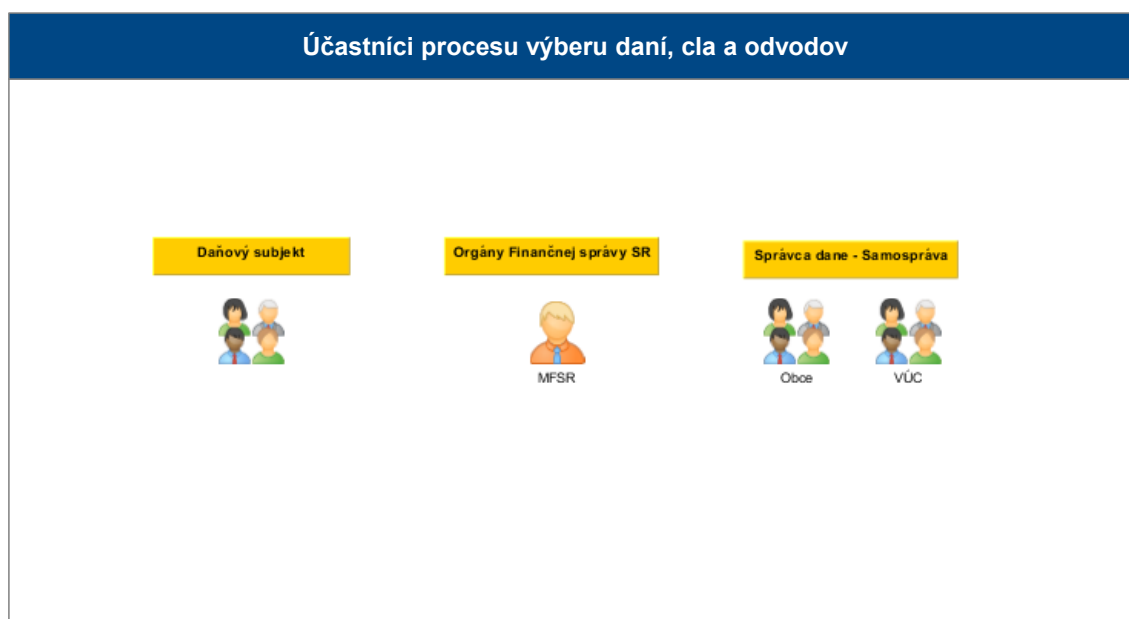 Účastníci procesu výberu daní, cla a odvodov
Daňový subjekt
Orgány Finančnej správy SR
Správca dane - Samospráva
MFSR
Obce
VÚC